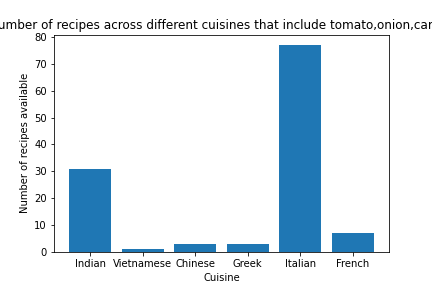 umber of recipes across different cuisines that include tomato,onion,car
80
70
60
50
40
30
20
10
0
Number of recipes available
Indian Vietnamese Chinese Greek Italian French
Cuisine